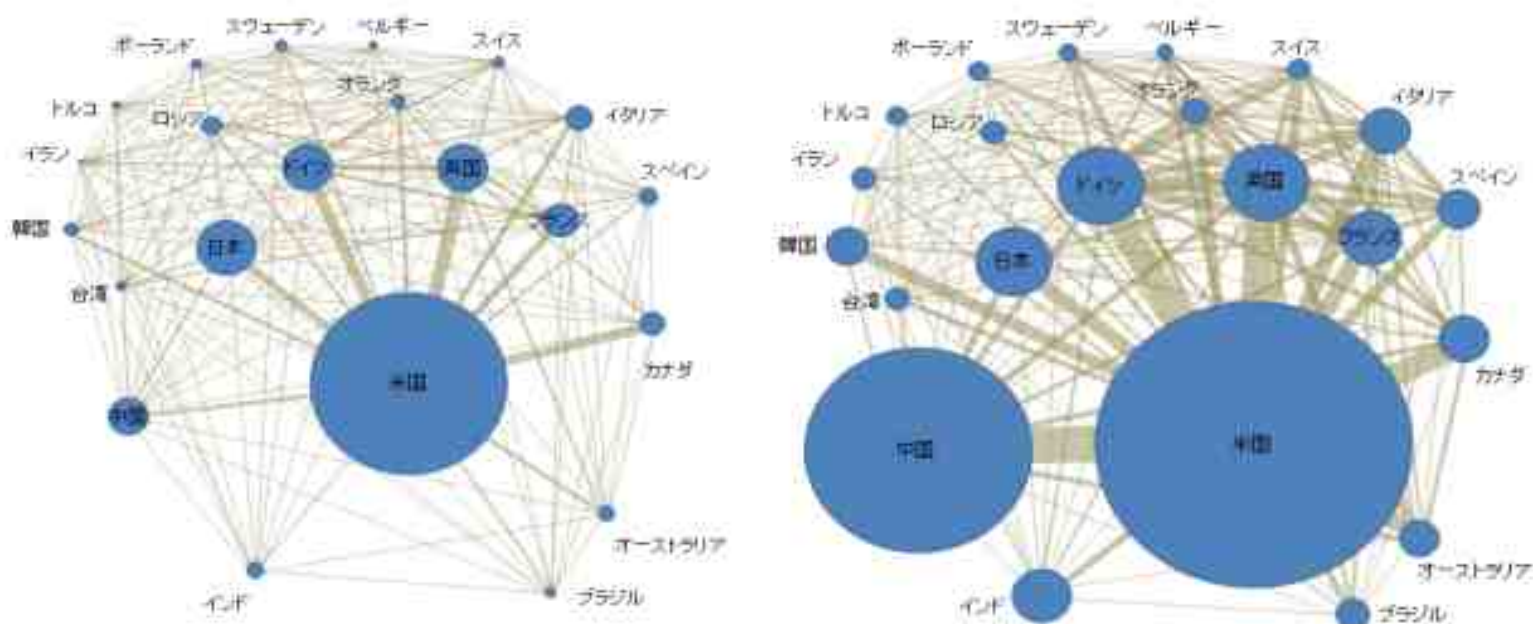 スウェーデン
ベルギー
ポーランド
スイス
オランダ
トルコ
ロシア
イタリア
イラン
ドイツ
英国
スペイン
韓国
日本
台湾
米国
カナダ
中国
オーストラリア
インド
ブラジル
スウェーデン
ベルギー
ポーランド
スイス
オランダ
イタリア
トルコ
ロシア
イラン
ドイツ
英国
スペイン
韓国
日本
フランス
台湾
カナダ
中国
米国
オーストラリア
インド
ブラジル